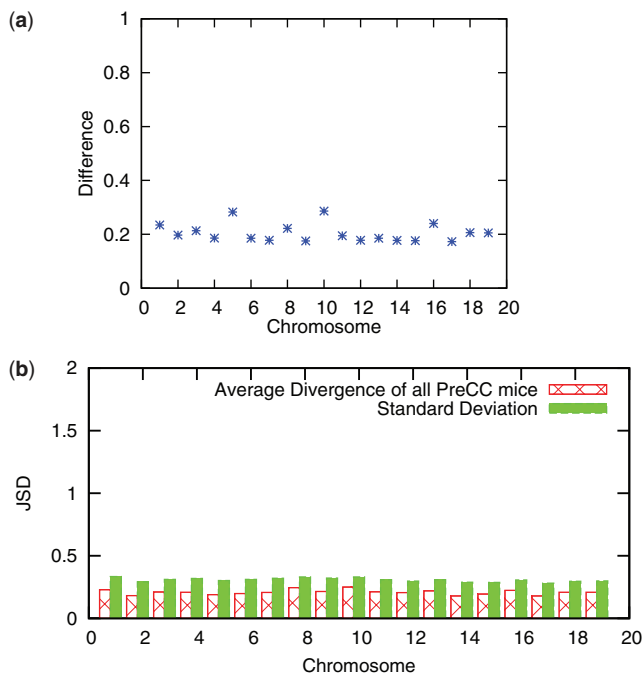 (a)
1
0.8
0.6
0.4
0.2
0
Difference
0 2 4 6 8 10 12 14 16 18 20
Chromosome
(b)
2
1.5
1
0.5
0
JSD
Average Divergence of all PreCC mice
Standard Deviation
0 2 4 6 8 10 12 14 16 18 20
Chromosome